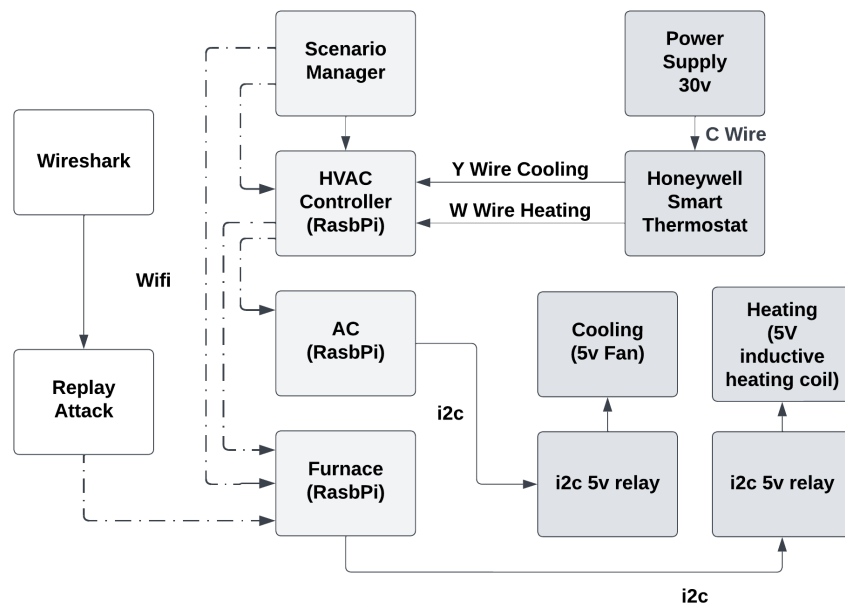 Scenario
Manager
Power
Supply
30v
C Wire
Wireshark
HVAC
Controller
(RasbPi)
Y Wire Cooling
W Wire Heating
Honeywell
Smart
Thermostat
Wifi
AC
(RasbPi)
Cooling
(5v Fan)
Heating
(5V
inductive
heating coil)
Replay
Attack
i2c
Furnace
(RasbPi)
i2c 5v relay
i2c 5v relay
i2c